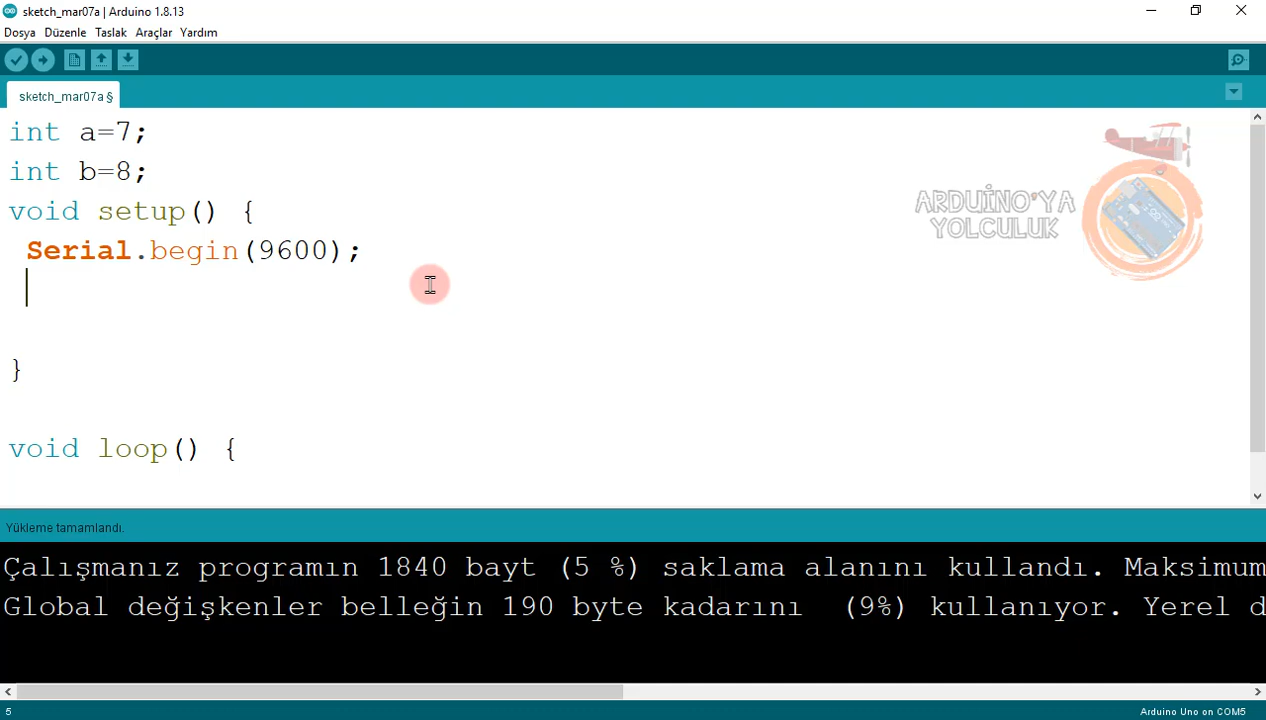 sketch_mar07a | Arduino 1.8.13
Dosya Düzenle Taslak Araçlar Yardım
sketch_mar07a §
int a=7;
int b=8;
void setup() {
Serial.begin(9600);
}
void loop() {
ARDUİNO'YA
YOLCULUK
Yükleme tamamlandı.
Çalışmanız programın 1840 bayt (5 %) saklama alanını kullandı. Maksimum
Global değişkenler belleğin 190 byte kadarını (9%) kullanıyor. Yerel d
5
Arduino Uno on COM5